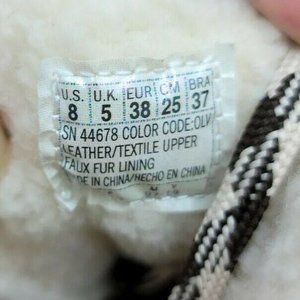 U.S. U.K. EUR CM BRA
8 5 38 25 37
SN 44678 COLOR CODE:OLV
LEATHER/TEXTILE UPPER
FAUX FUR LINING
MADE IN CHINA/HECHO EN CHINA